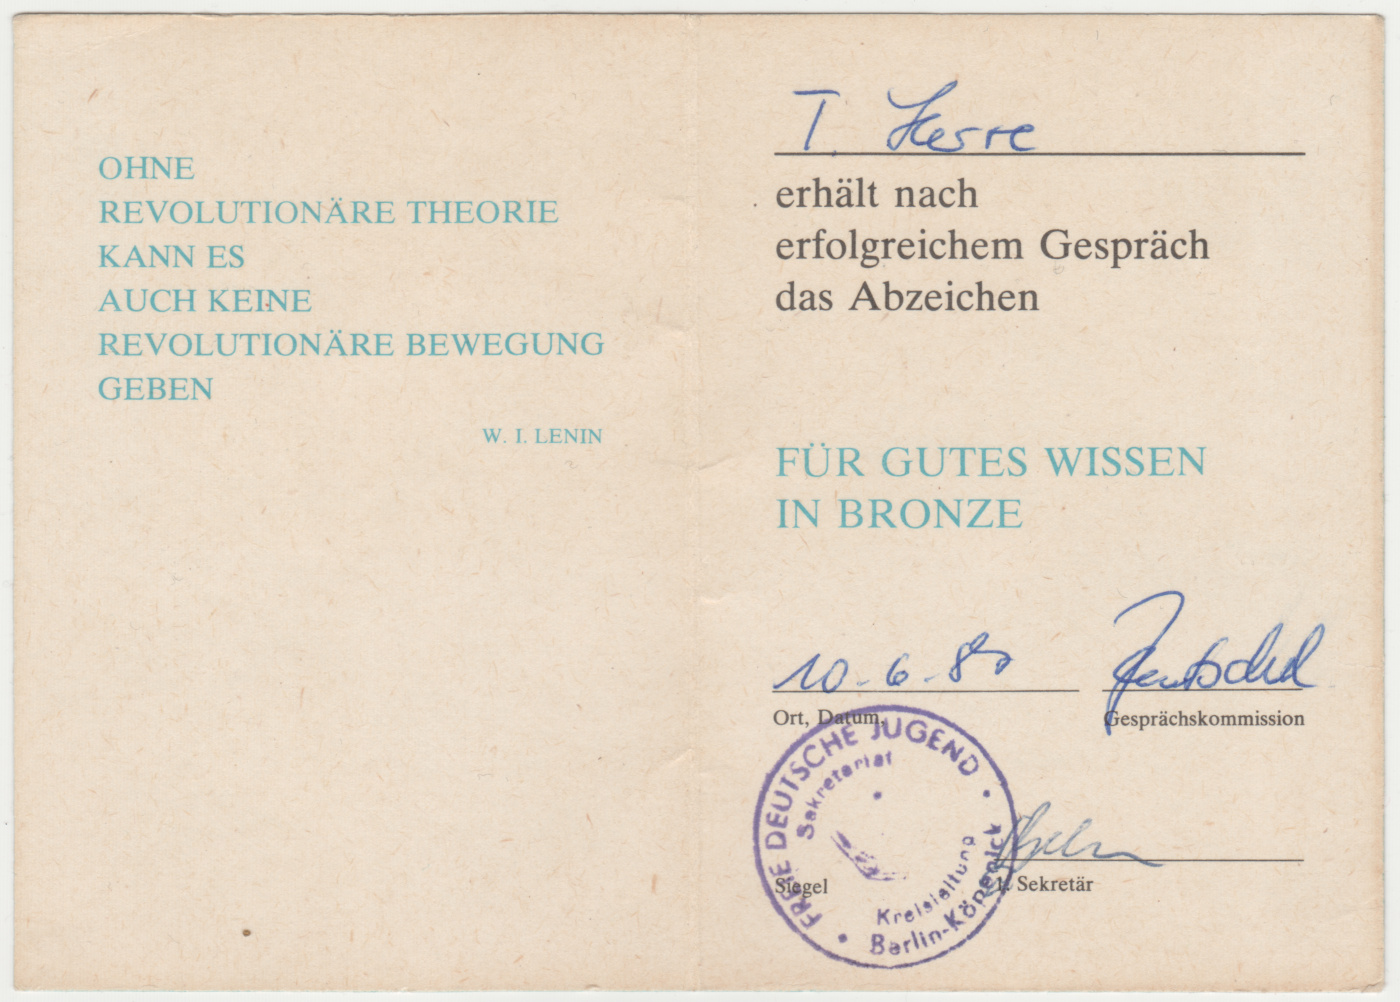 OHNE
REVOLUTIONÄRE THEORIE
KANN ES
AUCH KEINE
REVOLUTIONÄRE BEWEGUNG
GEBEN
W. I. LENIN
T. Herre
erhält nach
erfolgreichem Gespräch
das Abzeichen
FÜR GUTES WISSEN
IN BRONZE
10.6.80
Ort, Datum,
Gesprächskommission
FREIE DEUTSCHE JUGEND
Sekretariat
Kreisleitung
Berlin-Köpenick
Siegel
1. Sekretär